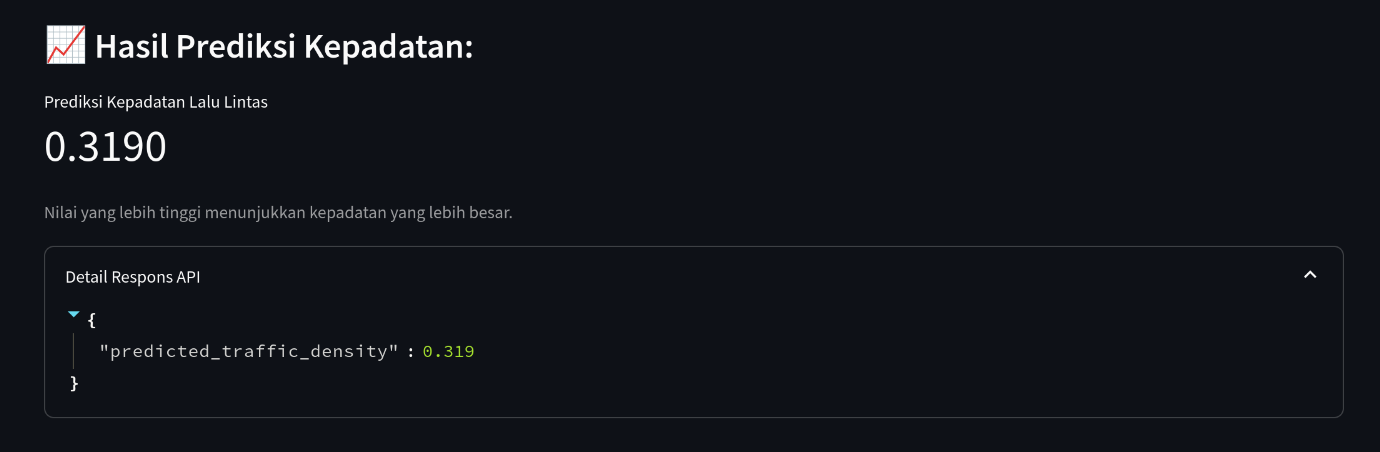 📈 Hasil Prediksi Kepadatan:
Prediksi Kepadatan Lalu Lintas
0.3190
Nilai yang lebih tinggi menunjukkan kepadatan yang lebih besar.
Detail Respons API
{
"predicted_traffic_density" : 0.319
}